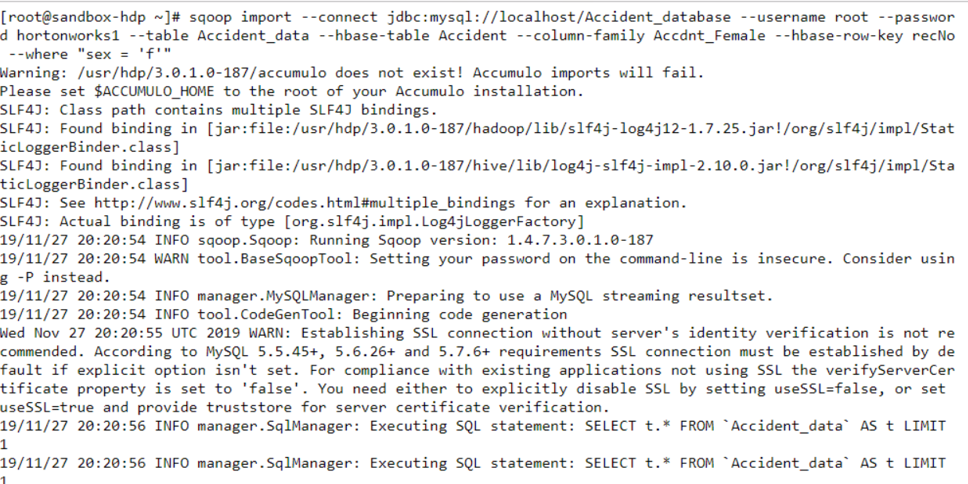 [root@sandbox-hdp ~]# sqoop import --connect jdbc:mysql://localhost/Accident_database --username root --passwor
d hortonworks1 --table Accident_data --hbase-table Accident --column-family Accdnt_Female --hbase-row-key recNo
 --where "sex = 'f'"
Warning: /usr/hdp/3.0.1.0-187/accumulo does not exist! Accumulo imports will fail.
Please set $ACCUMULO_HOME to the root of your Accumulo installation.
SLF4J: Class path contains multiple SLF4J bindings.
SLF4J: Found binding in [jar:file:/usr/hdp/3.0.1.0-187/hadoop/lib/slf4j-log4j12-1.7.25.jar!/org/slf4j/impl/Stat
icLoggerBinder.class]
SLF4J: Found binding in [jar:file:/usr/hdp/3.0.1.0-187/hive/lib/log4j-slf4j-impl-2.10.0.jar!/org/slf4j/impl/Sta
ticLoggerBinder.class]
SLF4J: See http://www.slf4j.org/codes.html#multiple_bindings for an explanation.
SLF4J: Actual binding is of type [org.slf4j.impl.Log4jLoggerFactory]
19/11/27 20:20:54 INFO sqoop.Sqoop: Running Sqoop version: 1.4.7.3.0.1.0-187
19/11/27 20:20:54 WARN tool.BaseSqoopTool: Setting your password on the command-line is insecure. Consider usin
g -P instead.
19/11/27 20:20:54 INFO manager.MySQLManager: Preparing to use a MySQL streaming resultset.
19/11/27 20:20:54 INFO tool.CodeGenTool: Beginning code generation
Wed Nov 27 20:20:55 UTC 2019 WARN: Establishing SSL connection without server's identity verification is not re
commended. According to MySQL 5.5.45+, 5.6.26+ and 5.7.6+ requirements SSL connection must be established by de
fault if explicit option isn't set. For compliance with existing applications not using SSL the verifyServerCer
tificate property is set to 'false'. You need either to explicitly disable SSL by setting useSSL=false, or set 
useSSL=true and provide truststore for server certificate verification.
19/11/27 20:20:56 INFO manager.SqlManager: Executing SQL statement: SELECT t.* FROM `Accident_data` AS t LIMIT 
1
19/11/27 20:20:56 INFO manager.SqlManager: Executing SQL statement: SELECT t.* FROM `Accident_data` AS t LIMIT 
1